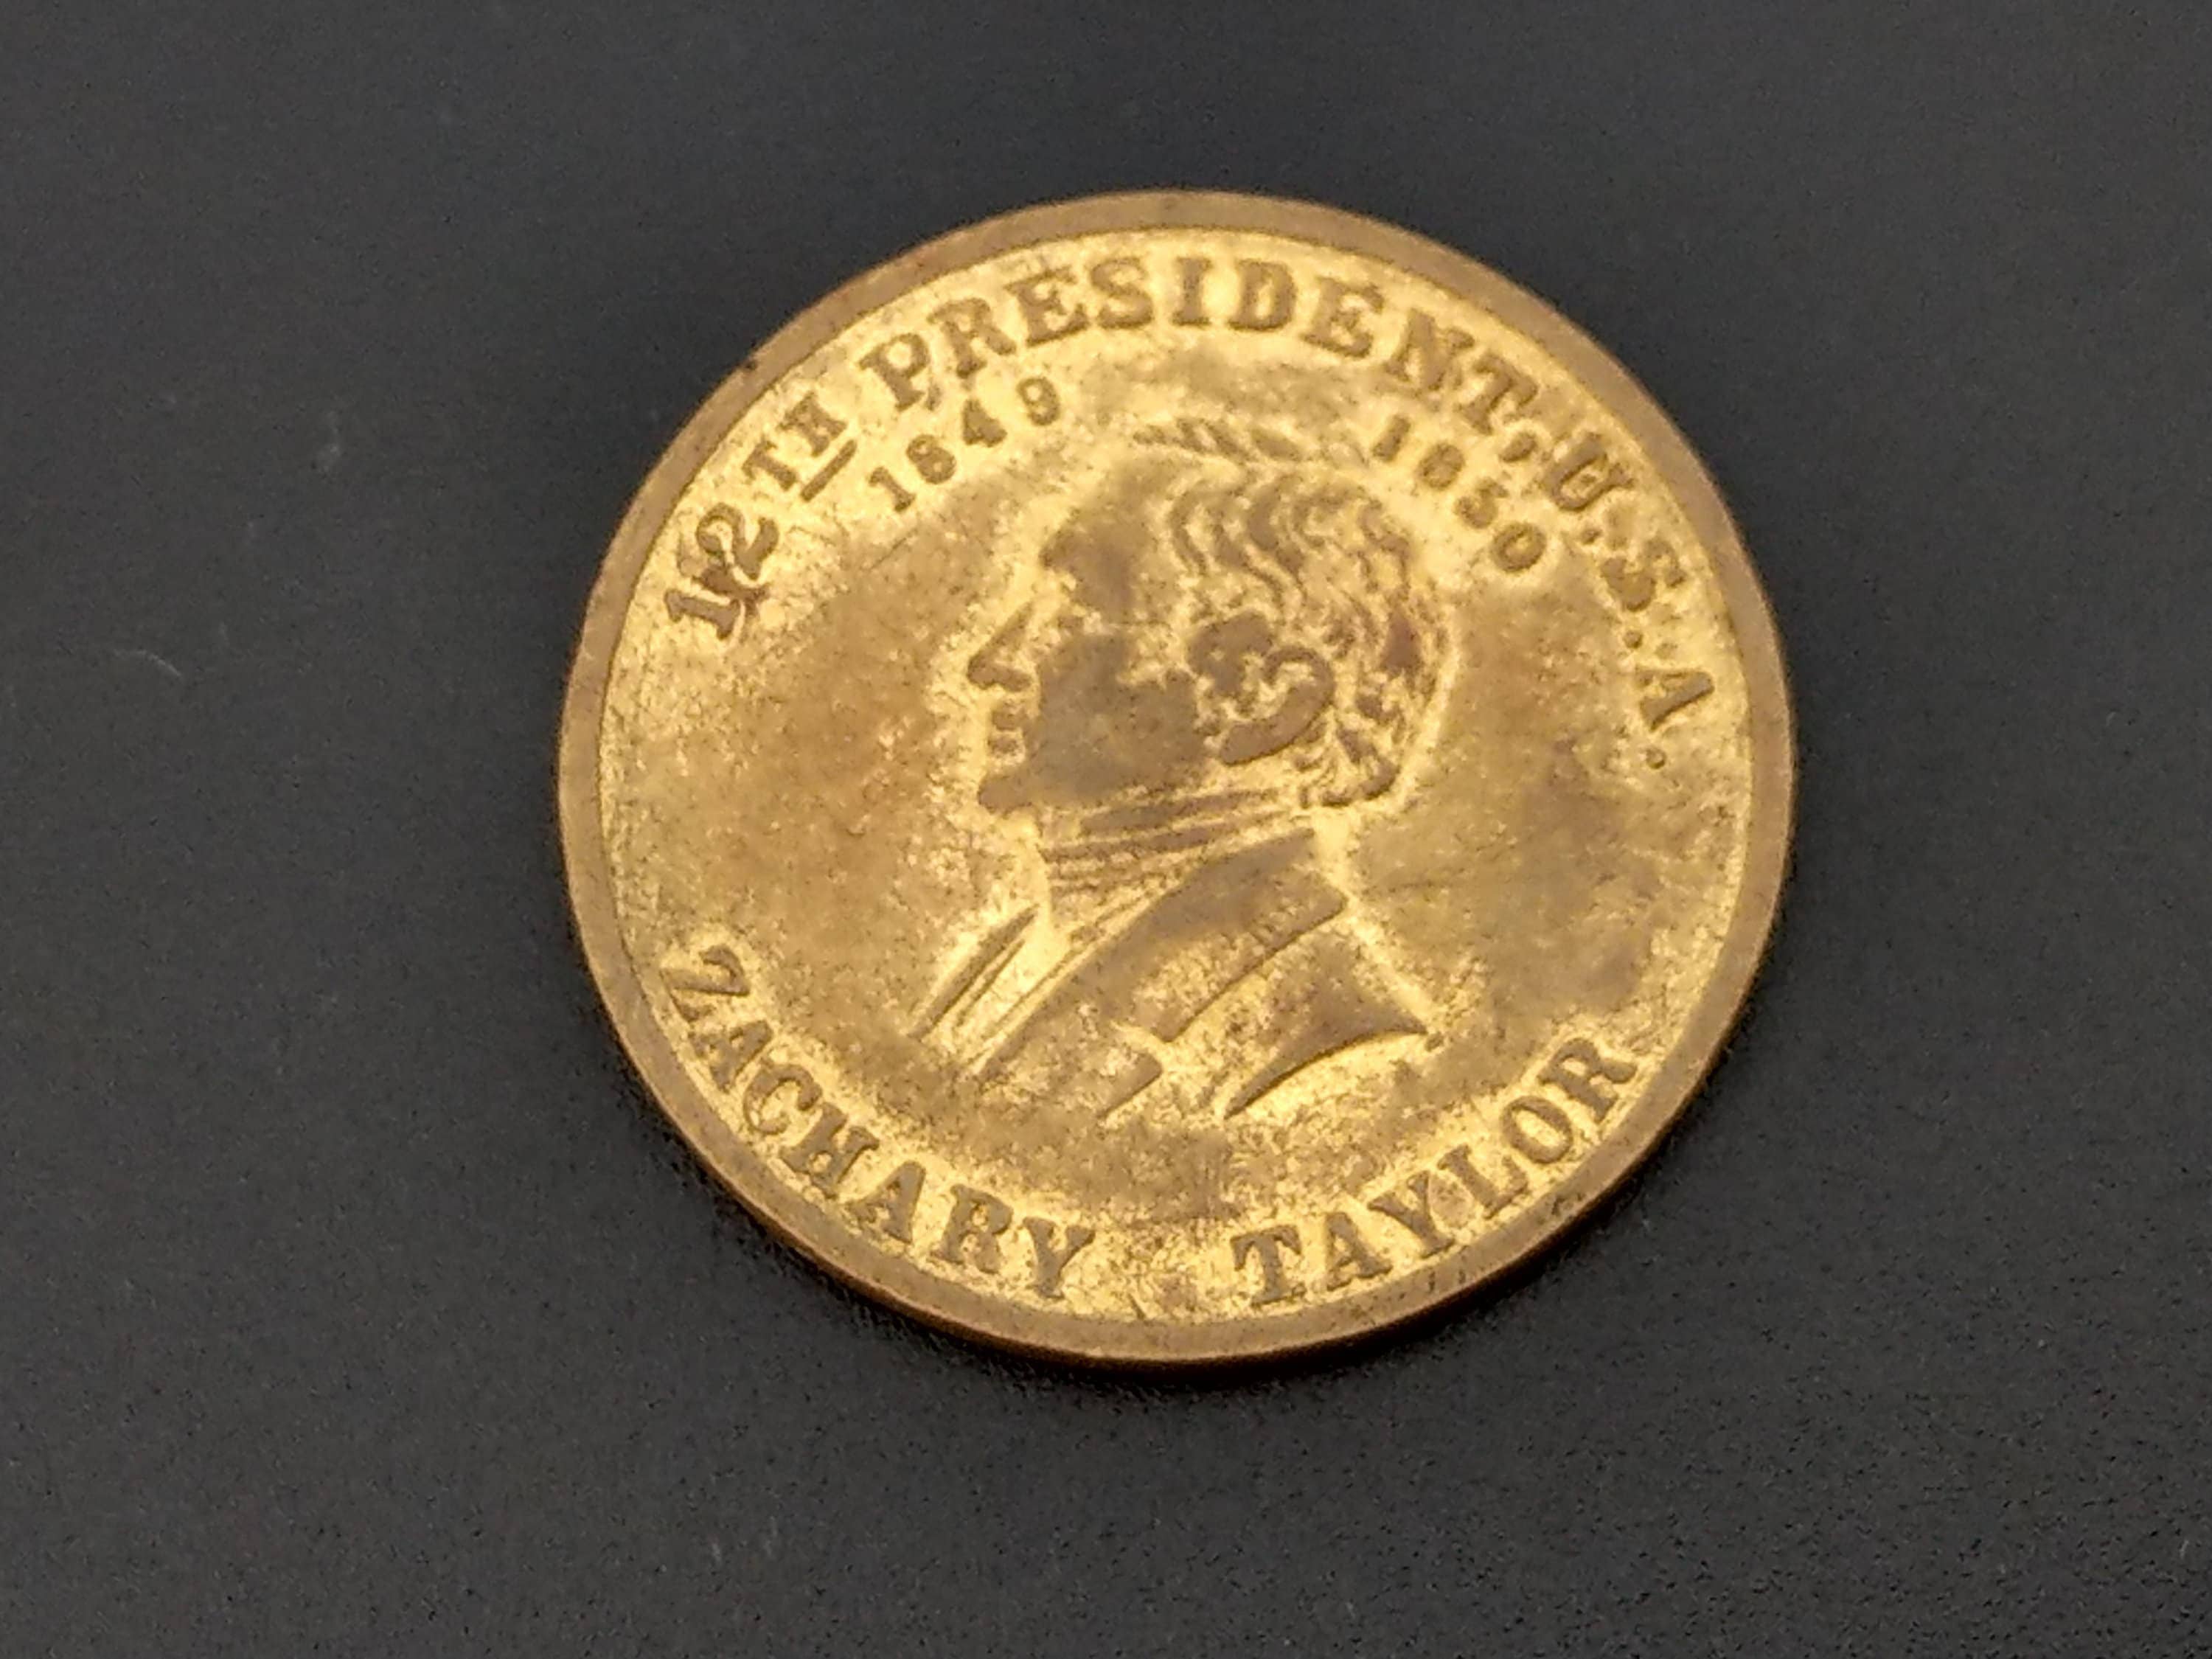 12TH PRESIDENT, U.S.A.
1849 1850
ZACHARY TAYLOR